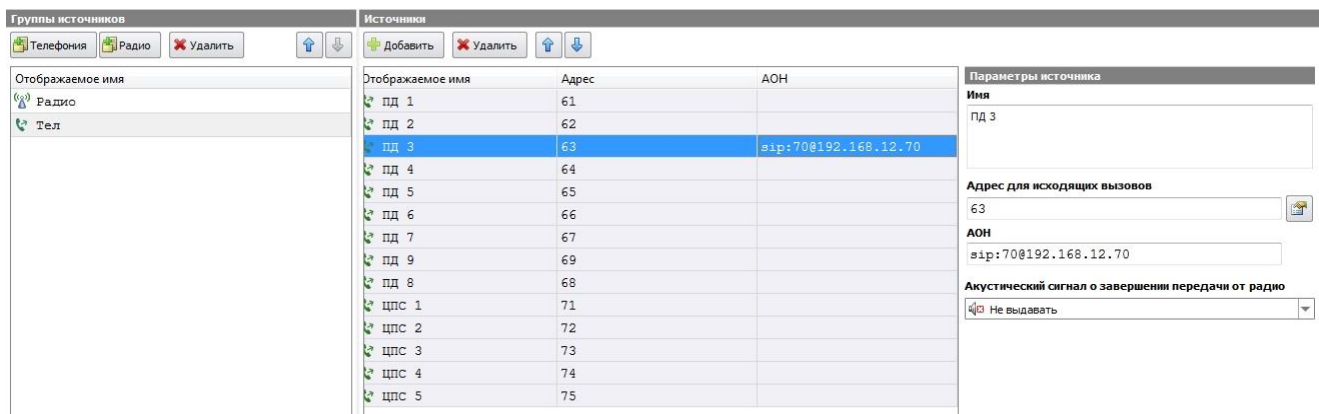 Группы источников
Телефония Радио Удалить
Отображаемое имя
Радио
Тел
Источники
Добавить Удалить
Отображаемое имя Адрес АОН
ПД 1 61
ПД 2 62
ПД 3 63 sip:70@192.168.12.70
ПД 4 64
ПД 5 65
ПД 6 66
ПД 7 67
ПД 9 69
ПД 8 68
ЦПС 1 71
ЦПС 2 72
ЦПС 3 73
ЦПС 4 74
ЦПС 5 75
Параметры источника
Имя
ПД 3
Адрес для исходящих вызовов
63
АОН
sip:70@192.168.12.70
Акустический сигнал о завершении передачи от радио
Не выдавать